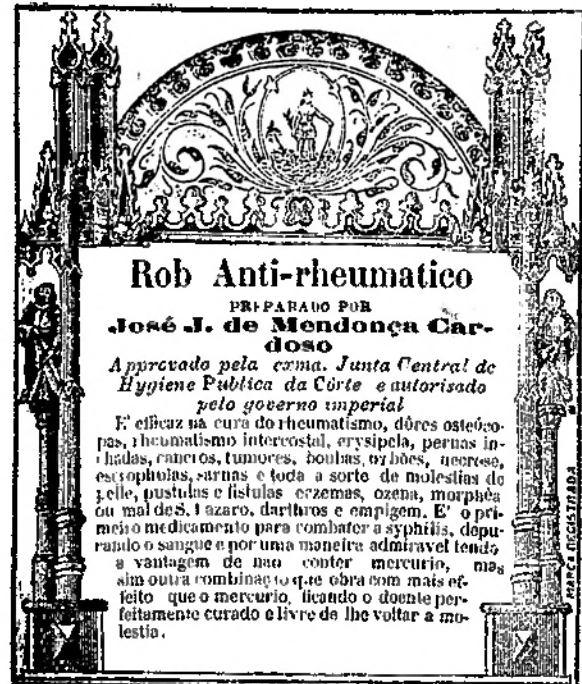 Rob Anti-rheumatico
PREPARADO POR
José J. de Mendonça Car-
doso
Approvado pela exma. Junta Central de
Hygiene Publica da Côrte e autorisado
pelo governo imperial
E' efficaz na cura do rheumatismo, dôres osteóco-
pas, rheumatismo intercostal, erysipela, pernas in-
chadas, cancros, tumores, boubas, necrose,
escrophulas, sarnas e toda a sorte de molestias de
pelle, pustulas e fistulas eczemas, ozena, morphéa
ou mal de S. Lazaro, darthros e empigem. E' o pri-
meiro medicamento para combater a syphilis, depu-
rando o sangue e por uma maneira admiravel tendo
a vantagem de nao conter mercurio, mas
sim outra combinação que obra com mais ef-
feito que o mercurio, ficando o doente per-
feitamente curado e livre de lhe voltar a mo-
lestia.
MARCA REGISTRADA